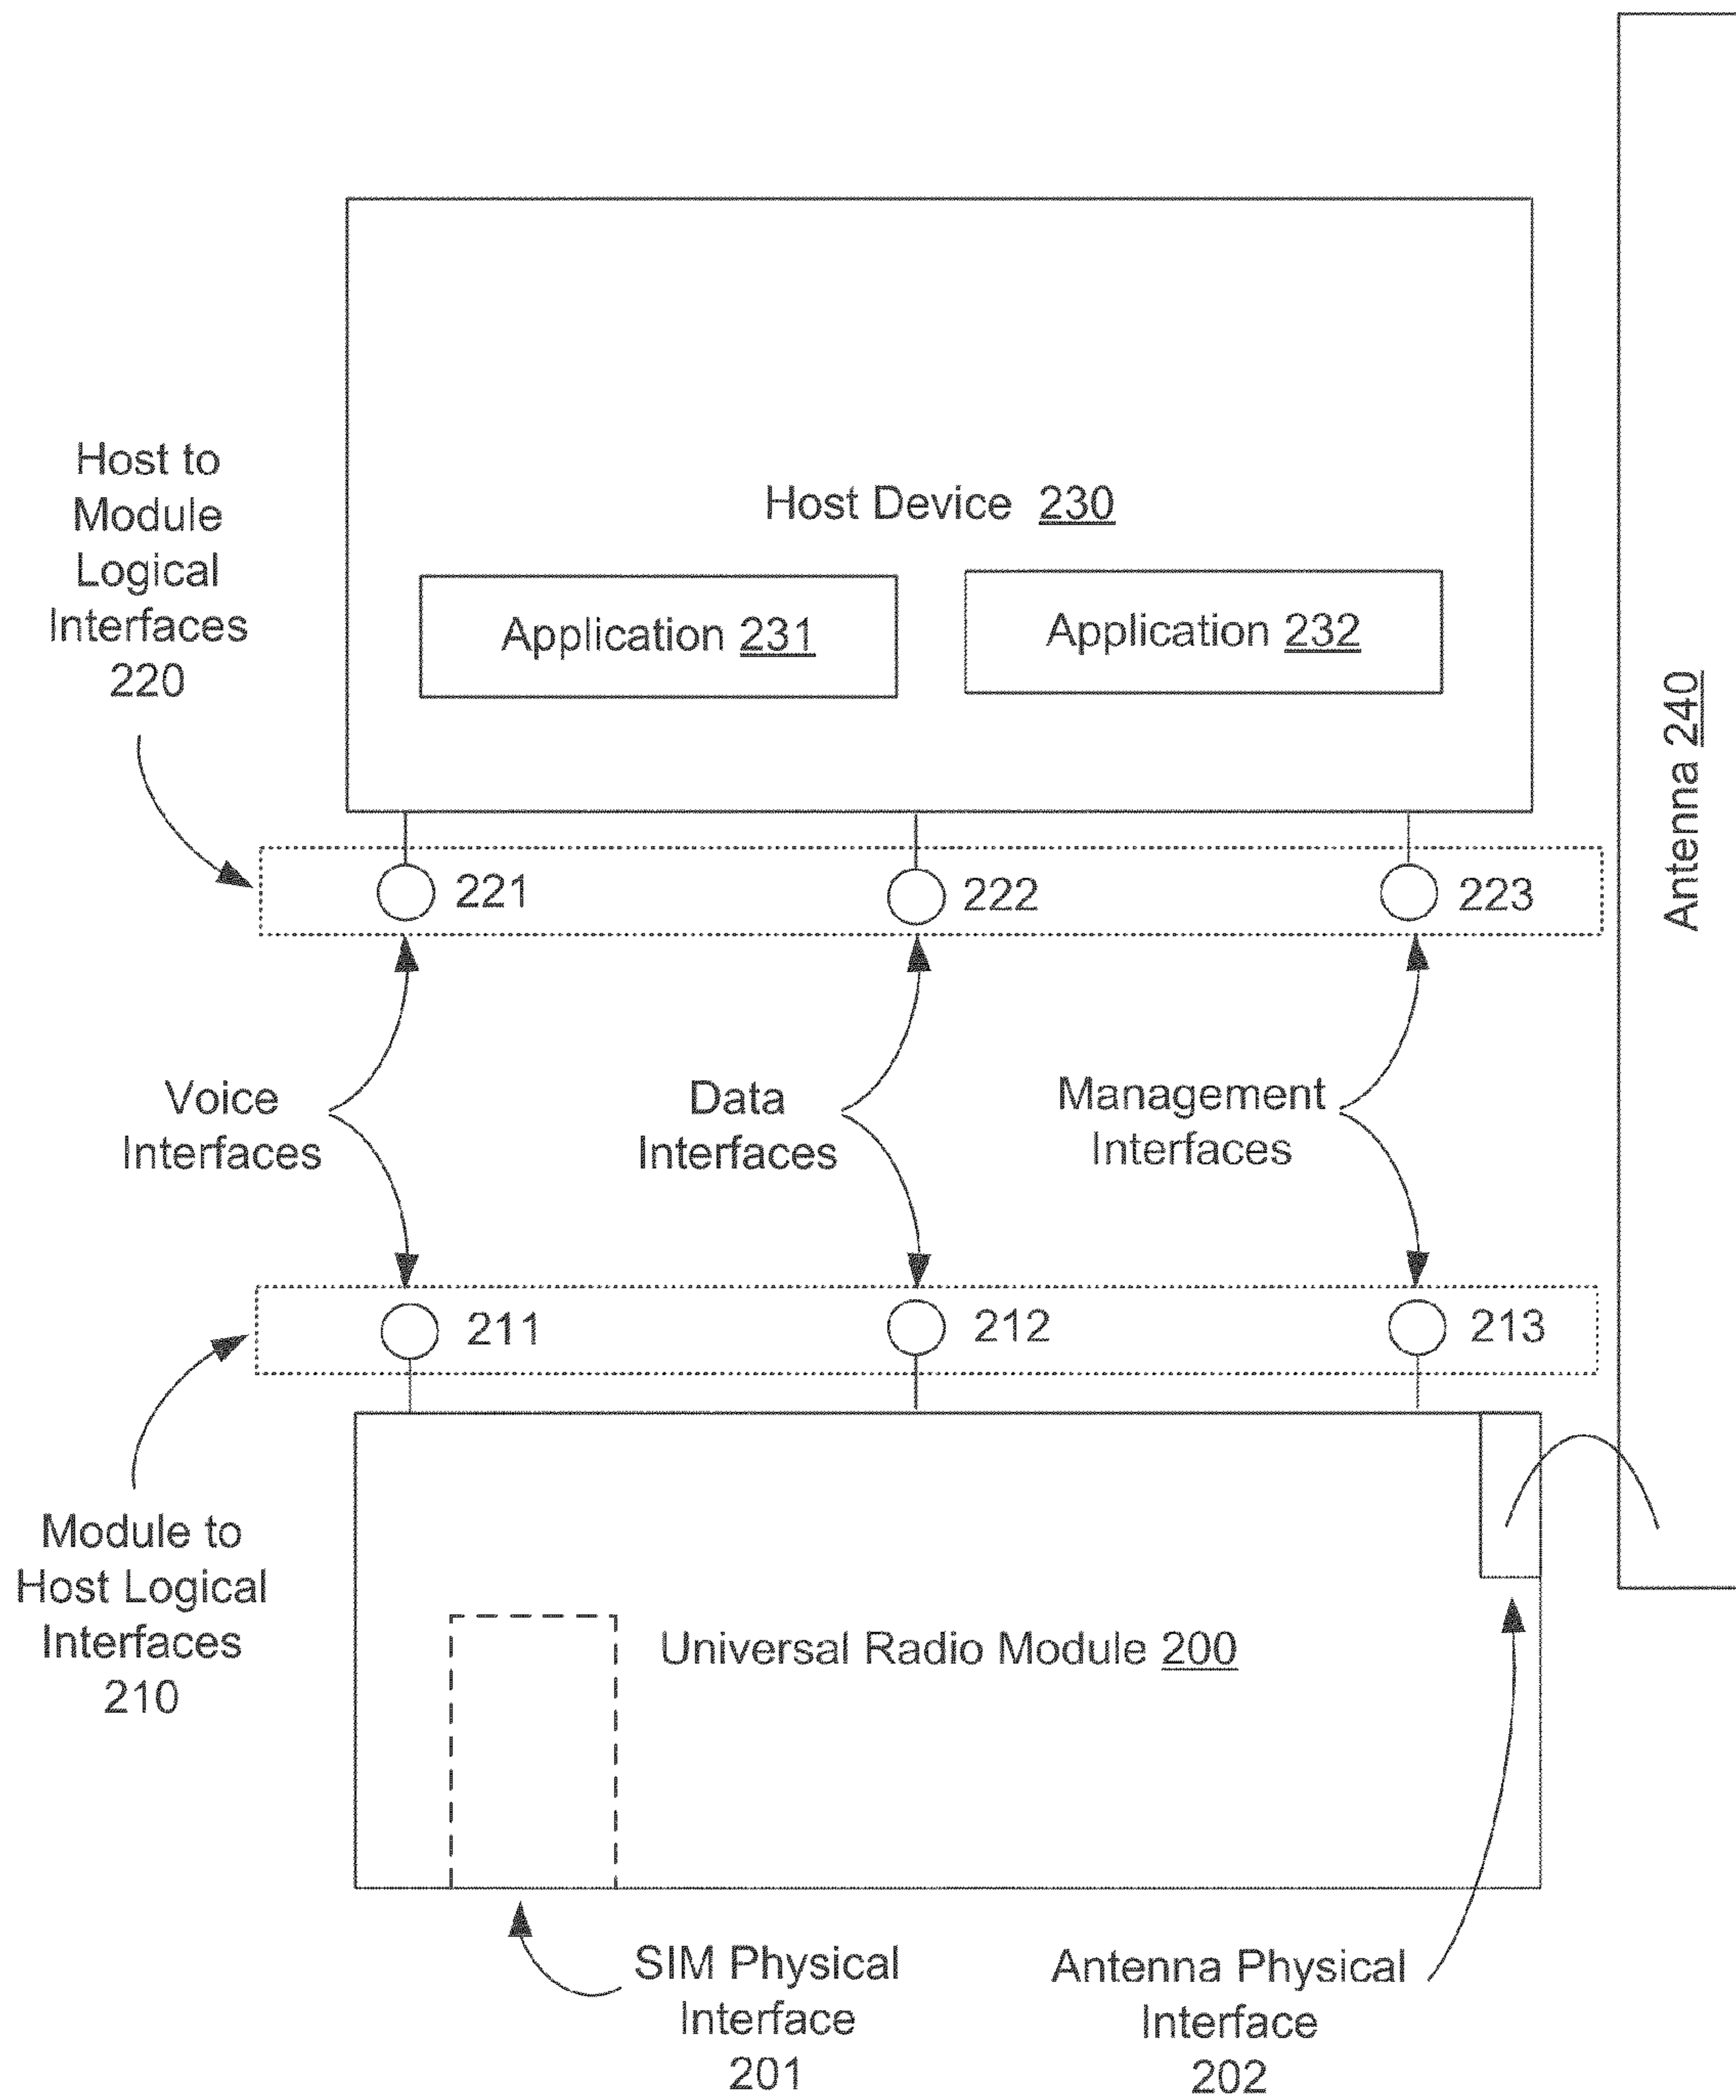 Host Device 230
Host to
Module
Logical
Interfaces
220
Application 231
Application 232
Antenna 240
221
222
223
Voice
Interfaces
Data
Interfaces
Management
Interfaces
211
212
213
Module to
Host Logical
Interfaces
210
Universal Radio Module 200
SIM Physical
Interface
201
Antenna Physical
Interface
202